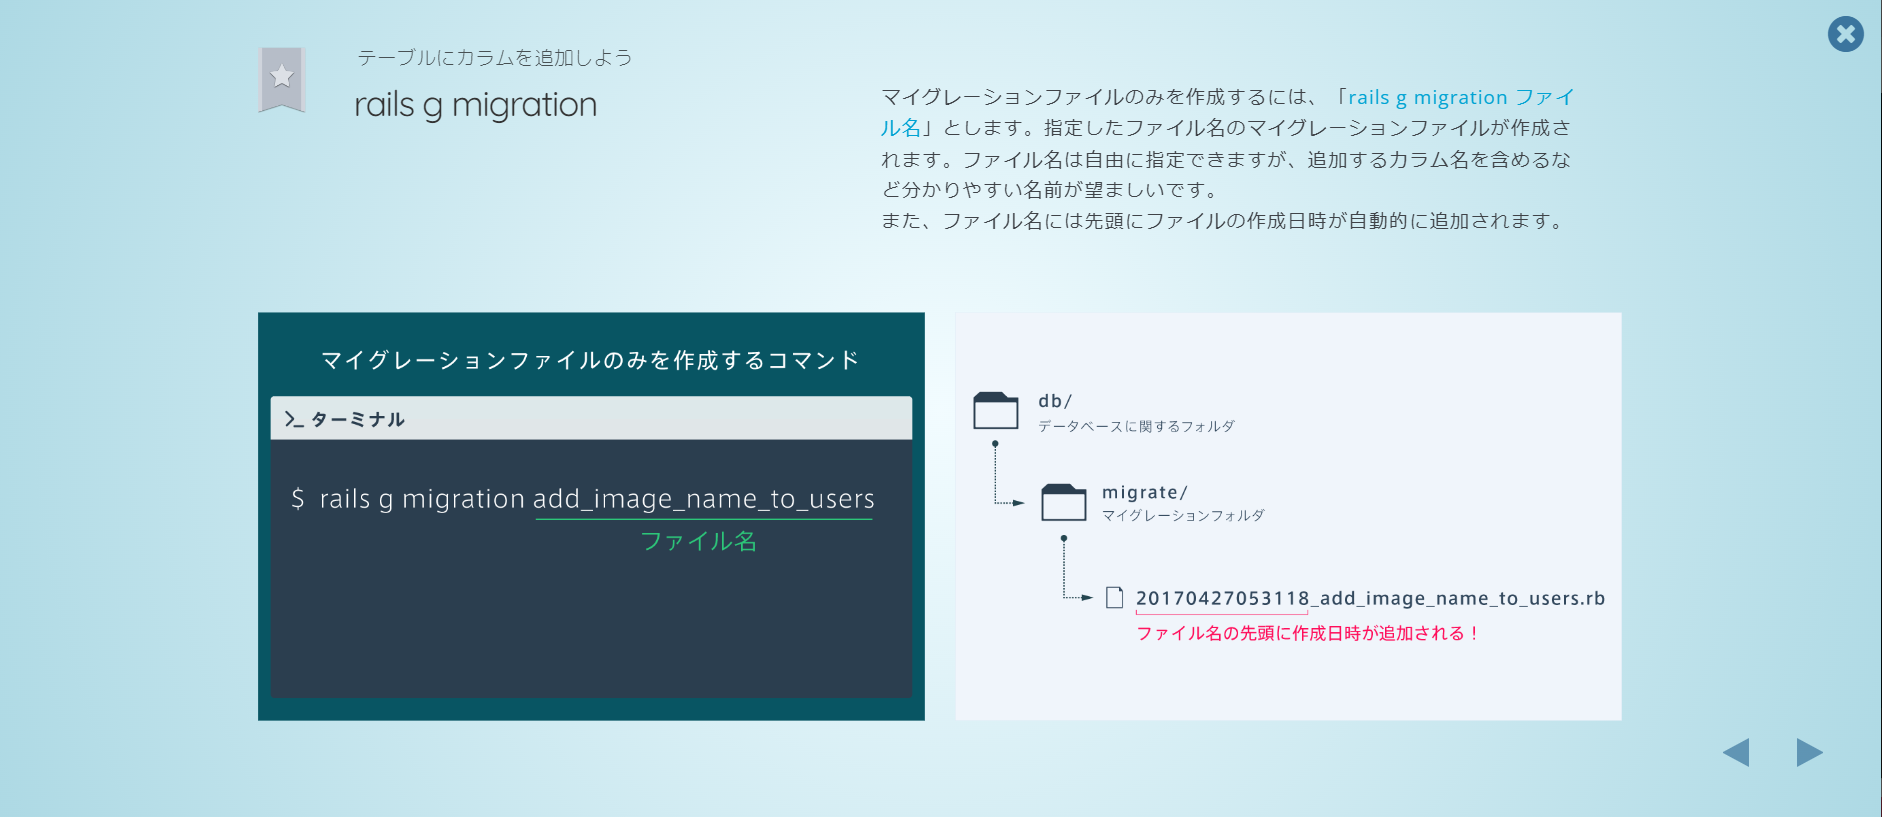 テーブルにカラムを追加しよう
rails g migration
マイグレーションファイルのみを作成するには、「rails g migration ファイ
ル名」とします。指定したファイル名のマイグレーションファイルが作成さ
れます。ファイル名は自由に指定できますが、追加するカラム名を含めるな
ど分かりやすい名前が望ましいです。
また、ファイル名には先頭にファイルの作成日時が自動的に追加されます。
マイグレーションファイルのみを作成するコマンド
>_ ターミナル
$ rails g migration add_image_name_to_users
ファイル名
db/
データベースに関するフォルダ
migrate/
マイグレーションフォルダ
20170427053118_add_image_name_to_users.rb
ファイル名の先頭に作成日時が追加される！